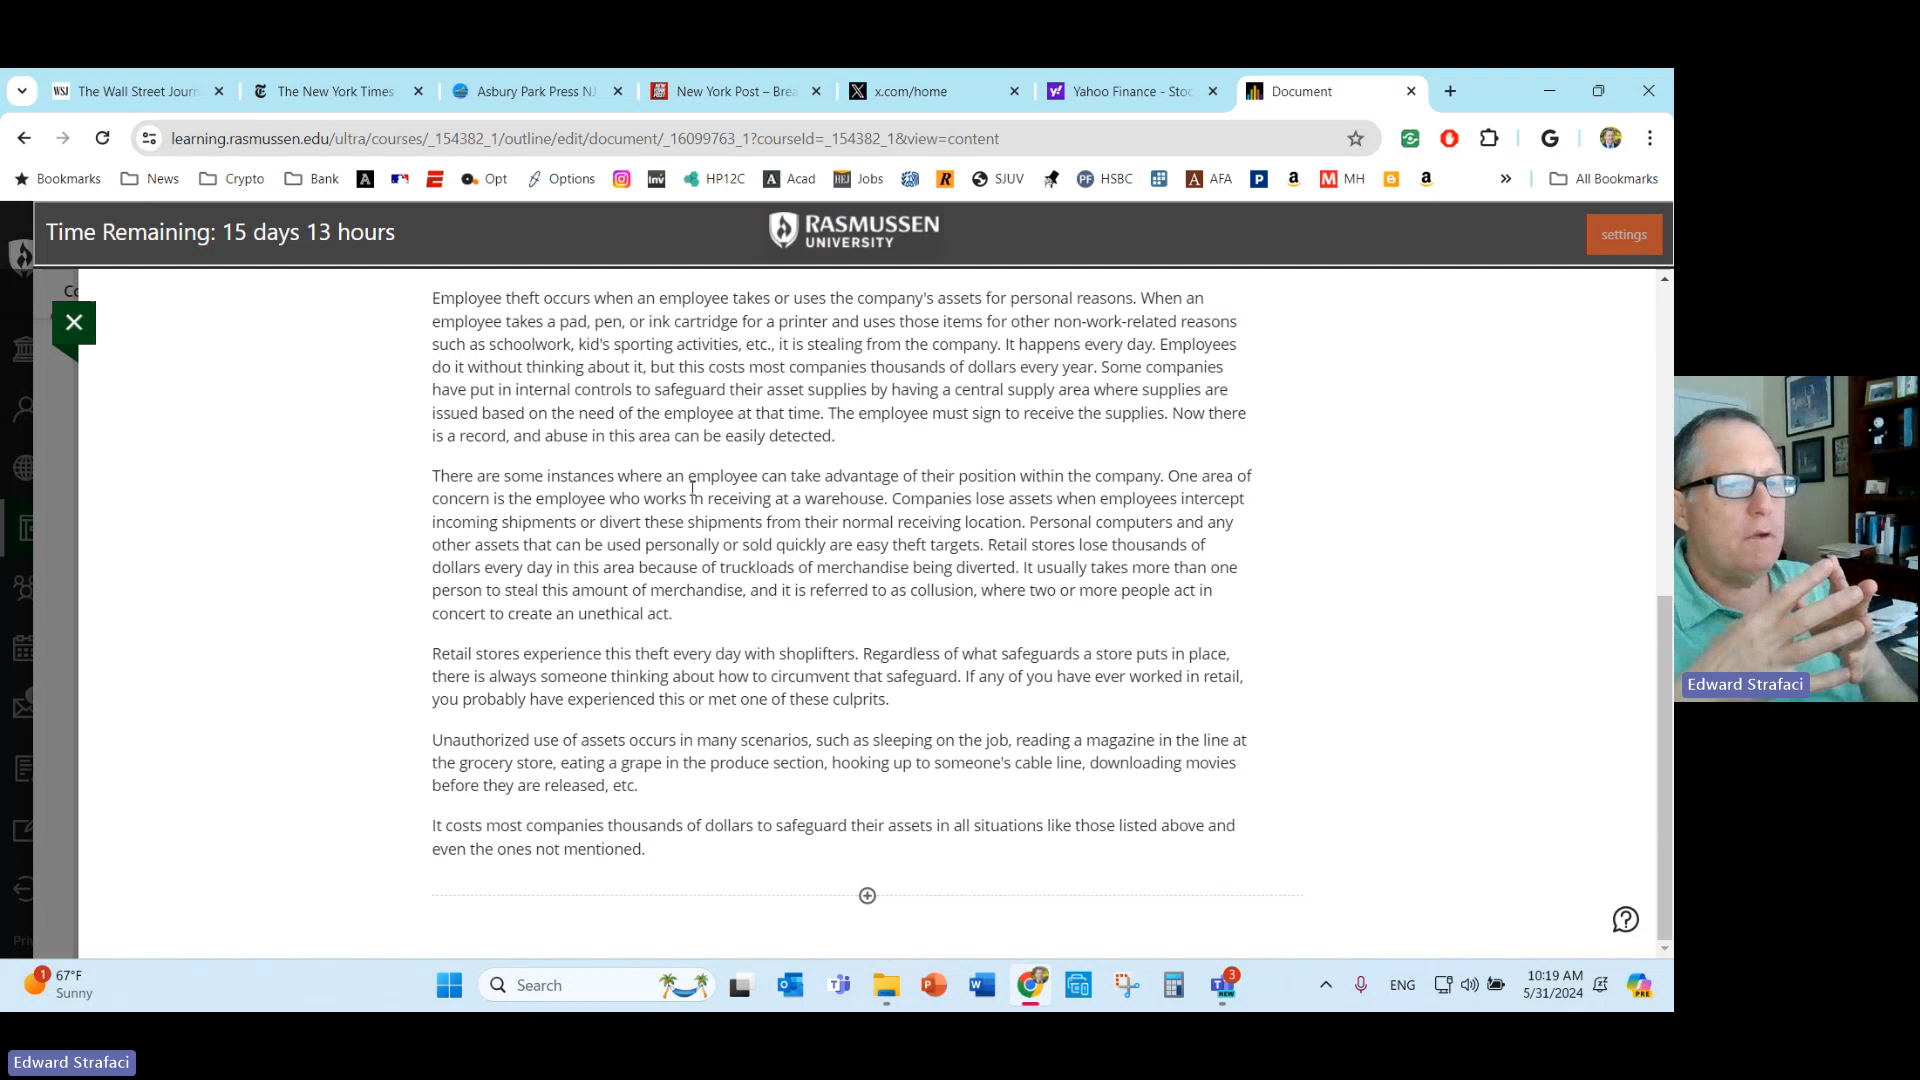 WSJ The Wall Street Journ
The New York Times
Asbury Park Press NJ
New York Post – Brea
x.com/home
Yahoo Finance - Stoc
Document
learning.rasmussen.edu/ultra/courses/_154382_1/outline/edit/document/_16099763_1?courseId=_154382_1&view=content
Bookmarks News Crypto Bank Opt Options Inv HP12C Acad HEJ Jobs SJUV HSBC AFA MH All Bookmarks
Time Remaining: 15 days 13 hours
RASMUSSEN
UNIVERSITY
settings
Employee theft occurs when an employee takes or uses the company's assets for personal reasons. When an
employee takes a pad, pen, or ink cartridge for a printer and uses those items for other non-work-related reasons
such as schoolwork, kid's sporting activities, etc., it is stealing from the company. It happens every day. Employees
do it without thinking about it, but this costs most companies thousands of dollars every year. Some companies
have put in internal controls to safeguard their asset supplies by having a central supply area where supplies are
issued based on the need of the employee at that time. The employee must sign to receive the supplies. Now there
is a record, and abuse in this area can be easily detected.
There are some instances where an employee can take advantage of their position within the company. One area of
concern is the employee who works in receiving at a warehouse. Companies lose assets when employees intercept
incoming shipments or divert these shipments from their normal receiving location. Personal computers and any
other assets that can be used personally or sold quickly are easy theft targets. Retail stores lose thousands of
dollars every day in this area because of truckloads of merchandise being diverted. It usually takes more than one
person to steal this amount of merchandise, and it is referred to as collusion, where two or more people act in
concert to create an unethical act.
Retail stores experience this theft every day with shoplifters. Regardless of what safeguards a store puts in place,
there is always someone thinking about how to circumvent that safeguard. If any of you have ever worked in retail,
you probably have experienced this or met one of these culprits.
Unauthorized use of assets occurs in many scenarios, such as sleeping on the job, reading a magazine in the line at
the grocery store, eating a grape in the produce section, hooking up to someone's cable line, downloading movies
before they are released, etc.
It costs most companies thousands of dollars to safeguard their assets in all situations like those listed above and
even the ones not mentioned.
Edward Strafaci
1
67°F
Sunny
Search
3
NEW
ENG
10:19 AM
5/31/2024
PRE
Edward Strafaci